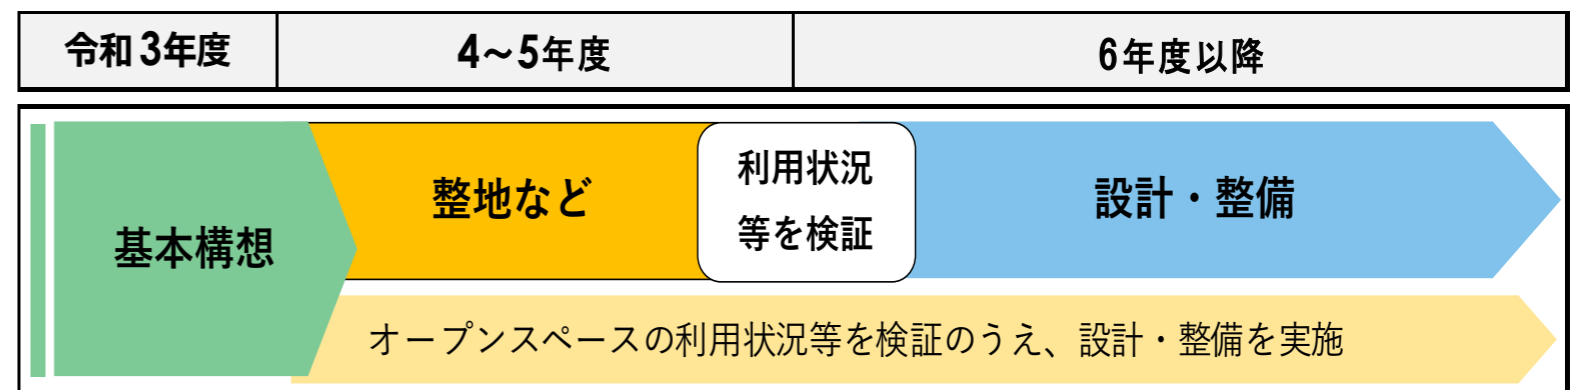 令和3年度
4～5年度
6年度以降
基本構想
整地など
利用状況
等を検証
設計・整備
オープンスペースの利用状況等を検証のうえ、設計・整備を実施